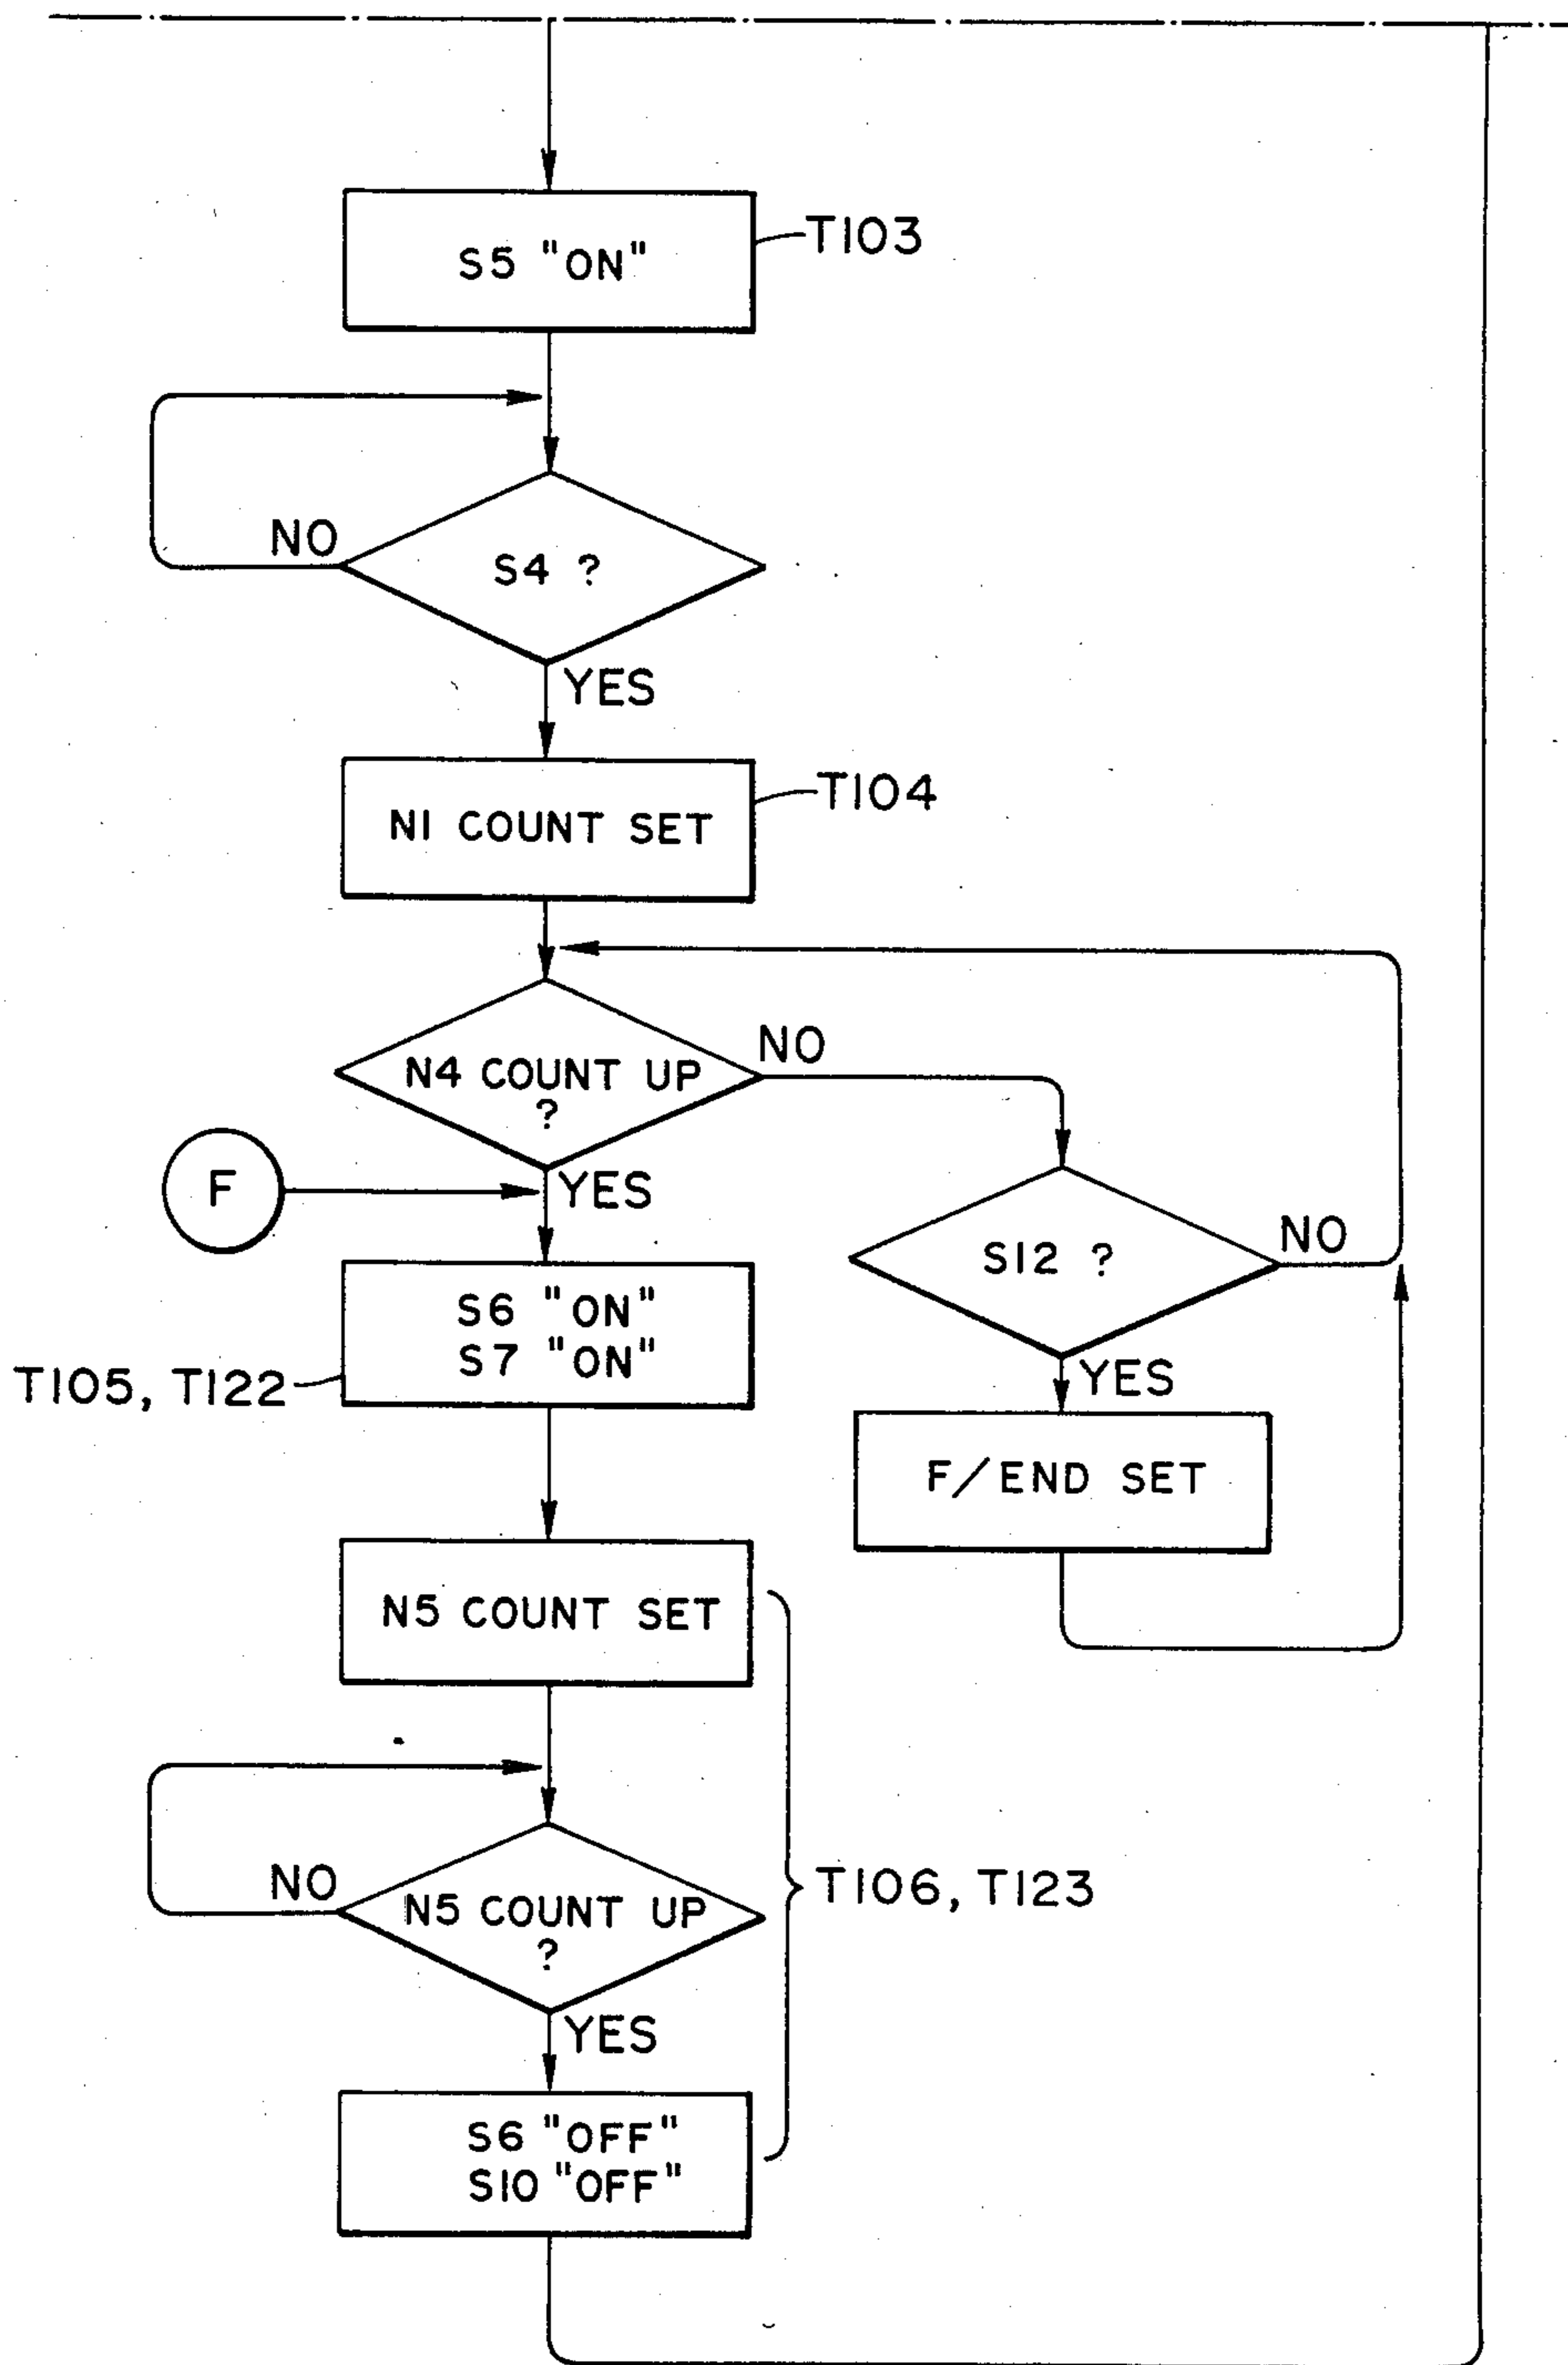 S5 "ON"
T103
NO
S4 ?
YES
N1 COUNT SET
T104
N4 COUNT UP
?
NO
F
YES
S6 "ON"
S7 "ON"
T105, T122
S12 ?
NO
YES
F/END SET
N5 COUNT SET
NO
N5 COUNT UP
?
T106, T123
YES
S6 "OFF"
S10 "OFF"